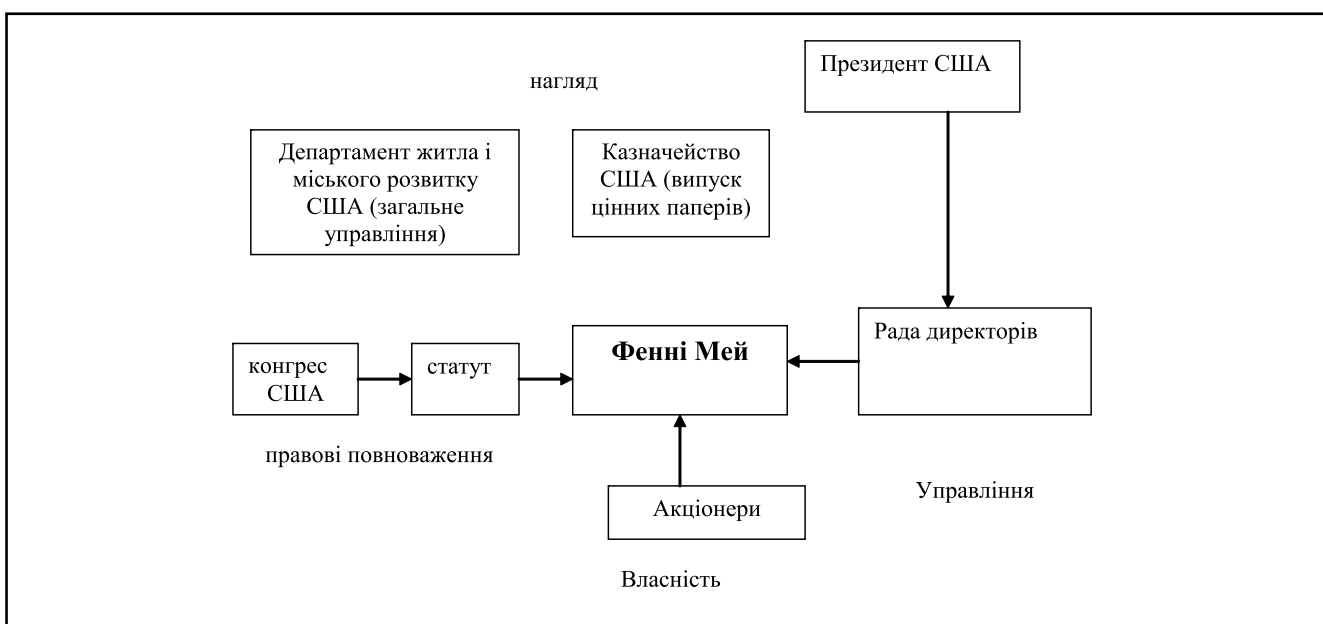 Президент США
нагляд
Департамент житла і
міського розвитку
США (загальне
управління)
Казначейство
США (випуск
цінних паперів)
конгрес
США
статут
Фенні Мей
Рада директорів
правові повноваження
Акціонери
Управління
Власність